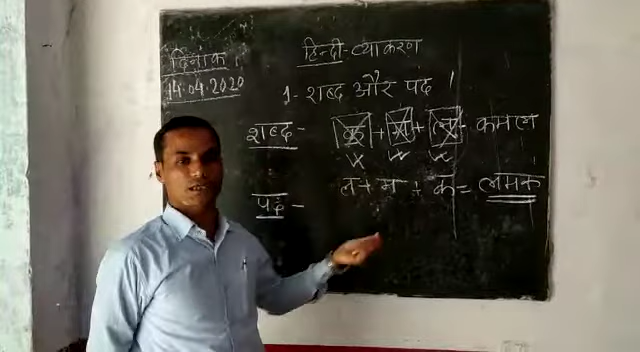 दिनांक
14.04.2020
हिन्दी-व्याकरण
1- शब्द और पद ।
शब्द- क + म + ल - कमल
ल + म + क = लमक
पद -